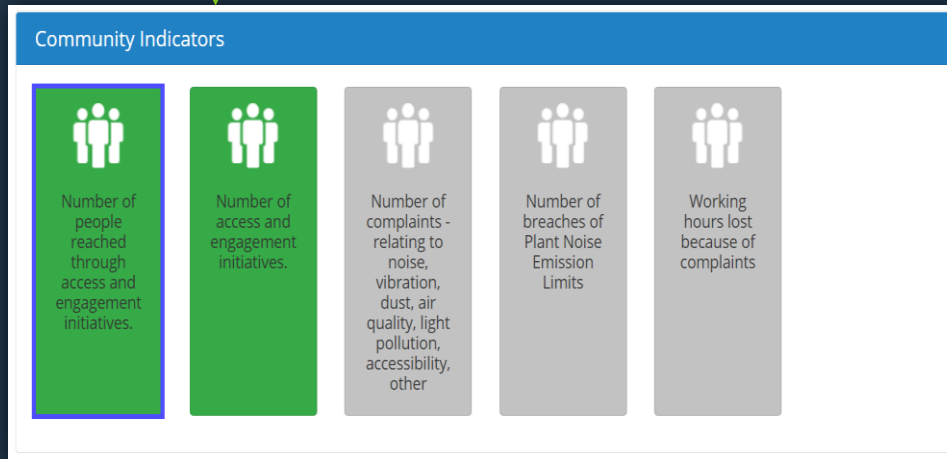 Community Indicators
Number of
people
reached
through
access and
engagement
initiatives.
Number of
access and
engagement
initiatives.
Number of
complaints -
relating to
noise,
vibration,
dust, air
quality, light
pollution,
accessibility,
other
Number of
breaches of
Plant Noise
Emission
Limits
Working
hours lost
because of
complaints